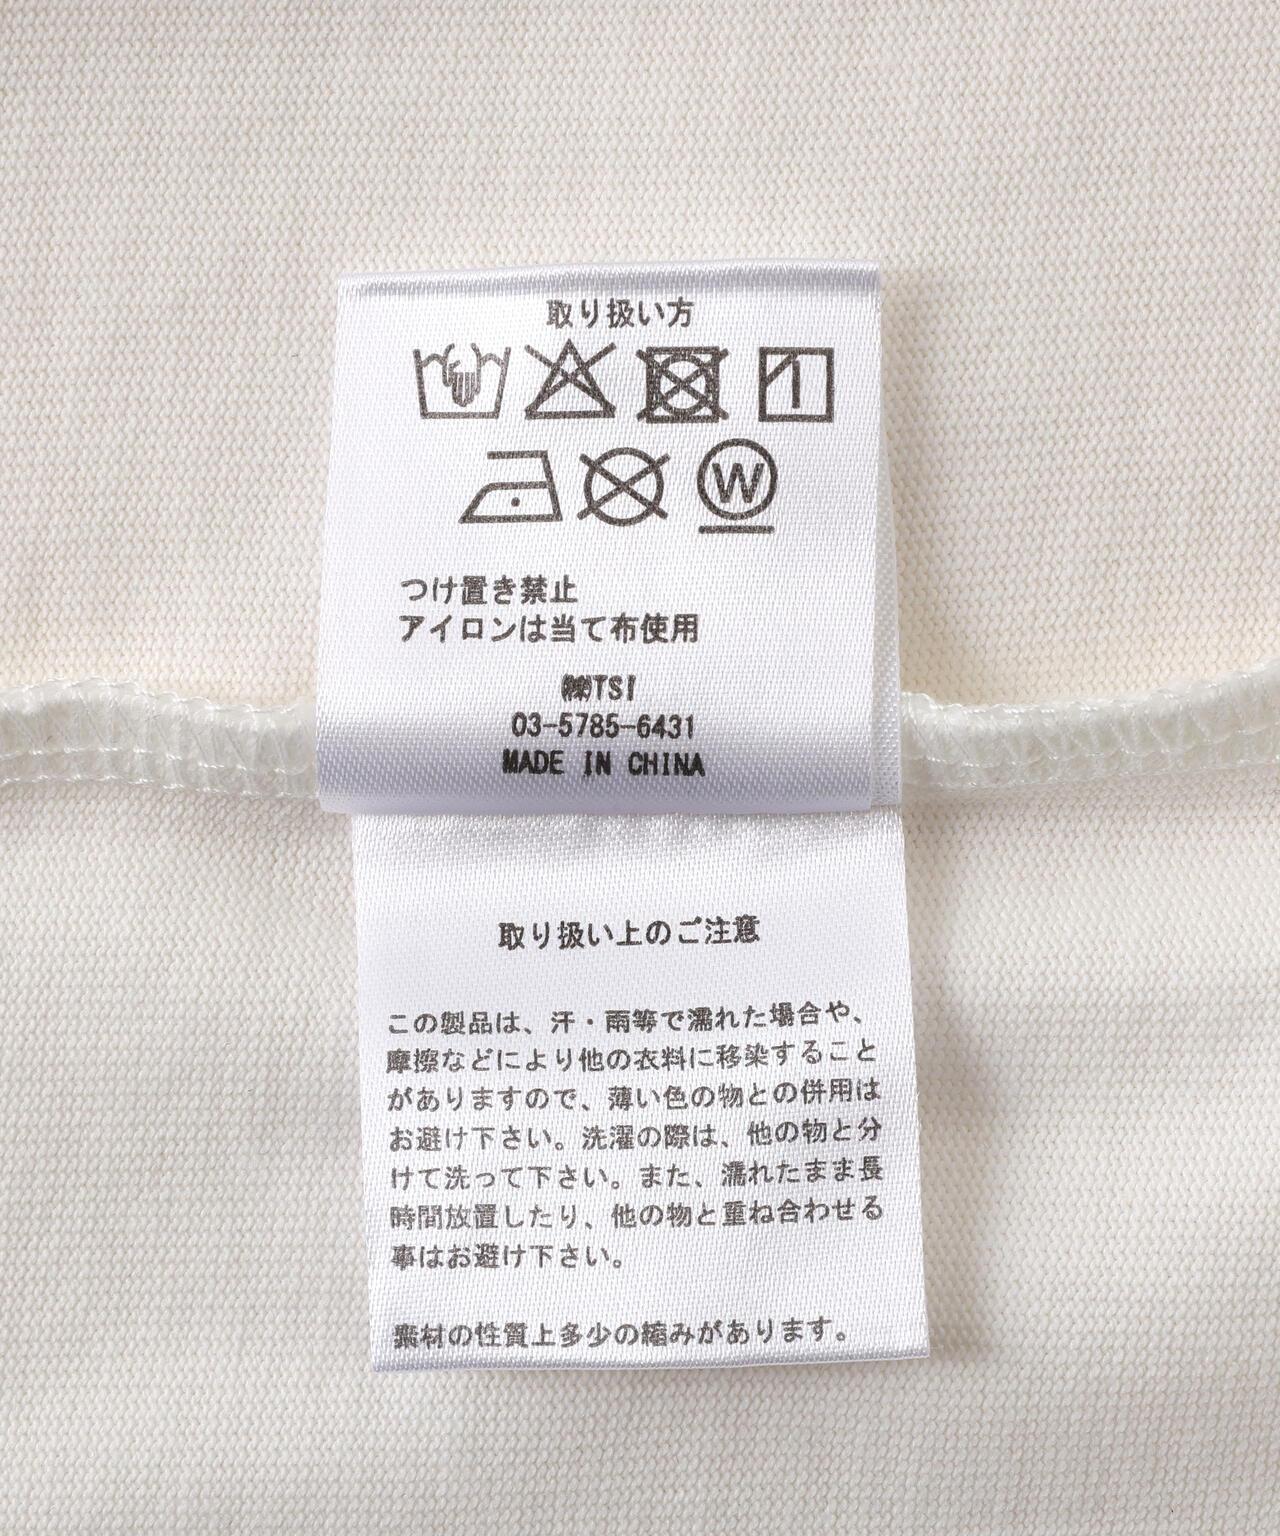 取り扱い方
W
つけ置き禁止
アイロンは当て布使用
㈱TSI
03-5785-6431
MADE IN CHINA
取り扱い上のご注意
この製品は、汗・雨等で濡れた場合や、
摩擦などにより他の衣料に移染すること
がありますので、薄い色の物との併用は
お避け下さい。洗濯の際は、他の物と分
けて洗って下さい。また、濡れたまま長
時間放置したり、他の物と重ね合わせる
事はお避け下さい。
素材の性質上多少の縮みがあります。